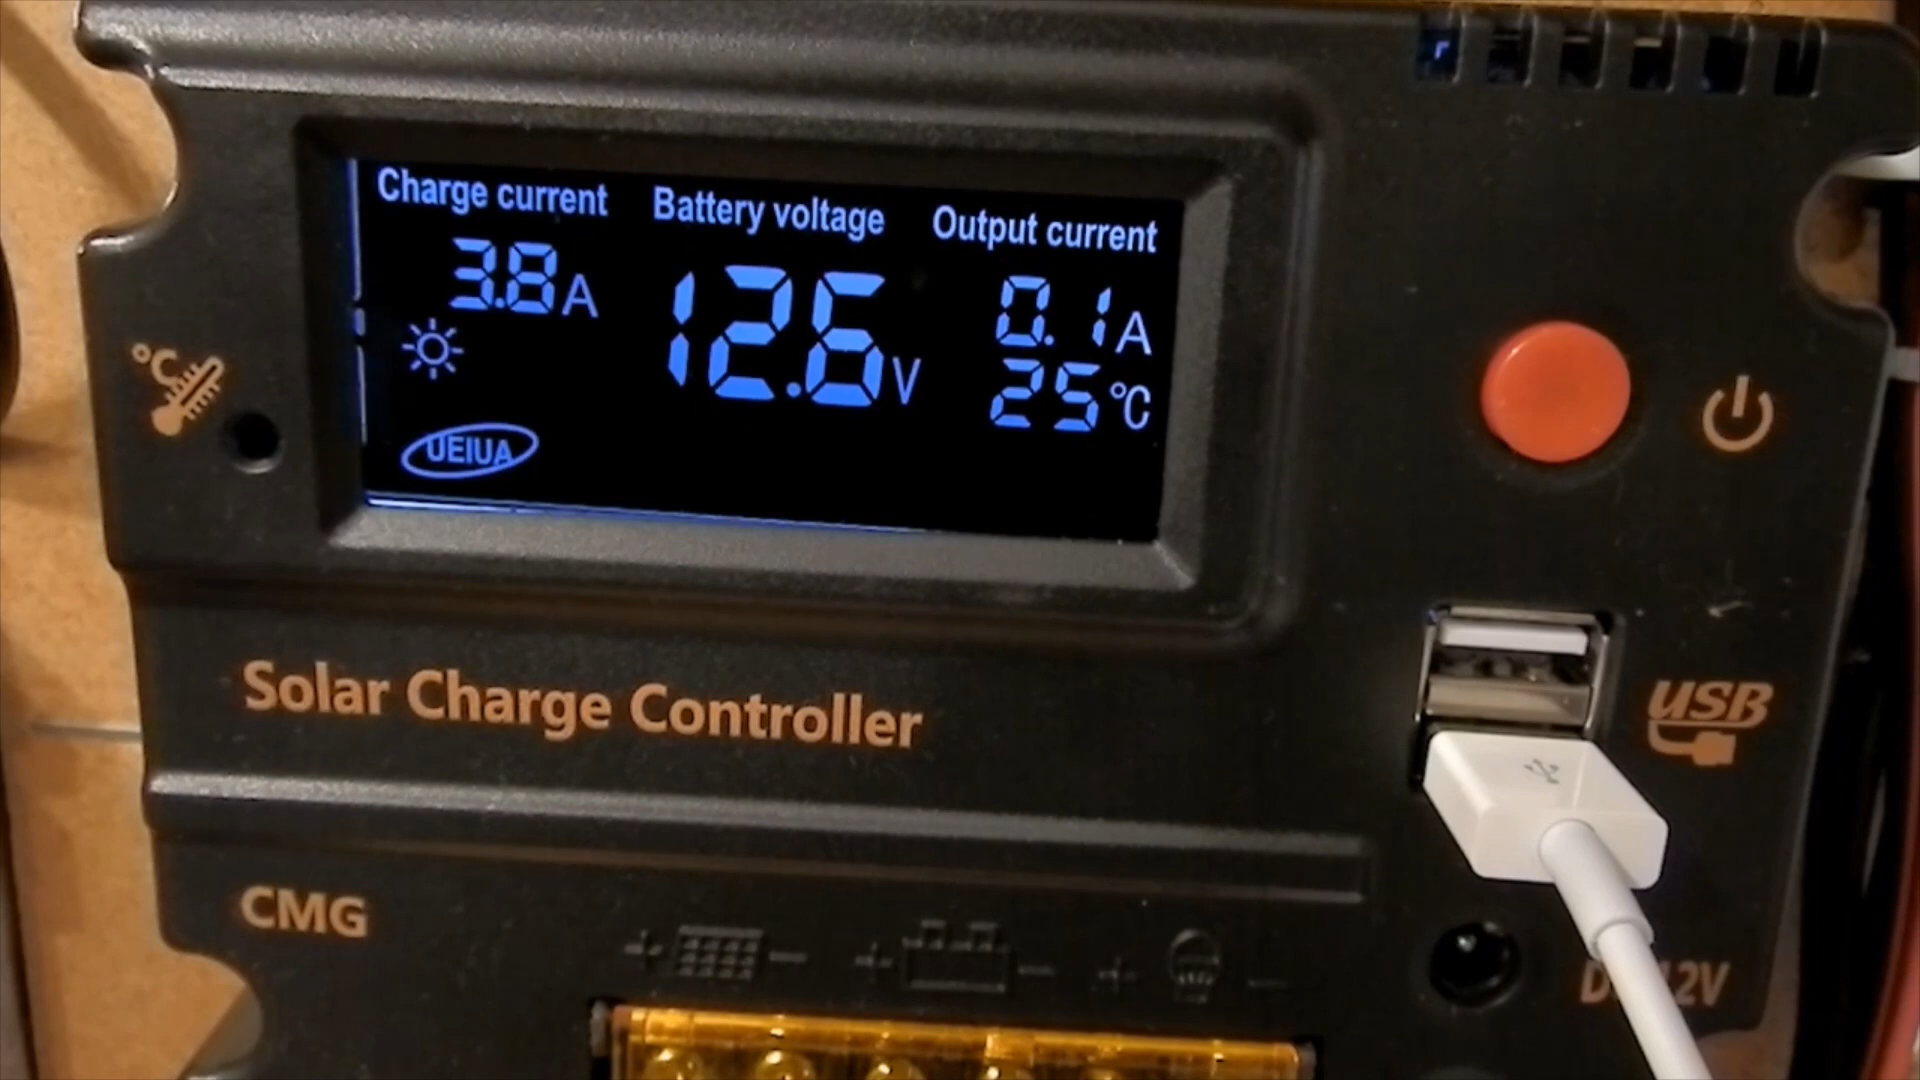 Charge current Battery voltage Output current
3.8A 12.6V 0.1A
25°C
°C
UEIUA
Solar Charge Controller
USB
CMG
+ - + - + -
12V